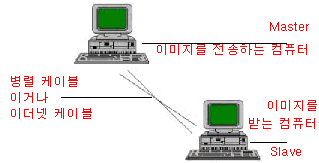 Master
이미지를 전송하는 컴퓨터
병렬 케이블
이거나
이더넷 케이블
이미지를
받는 컴퓨터
Slave